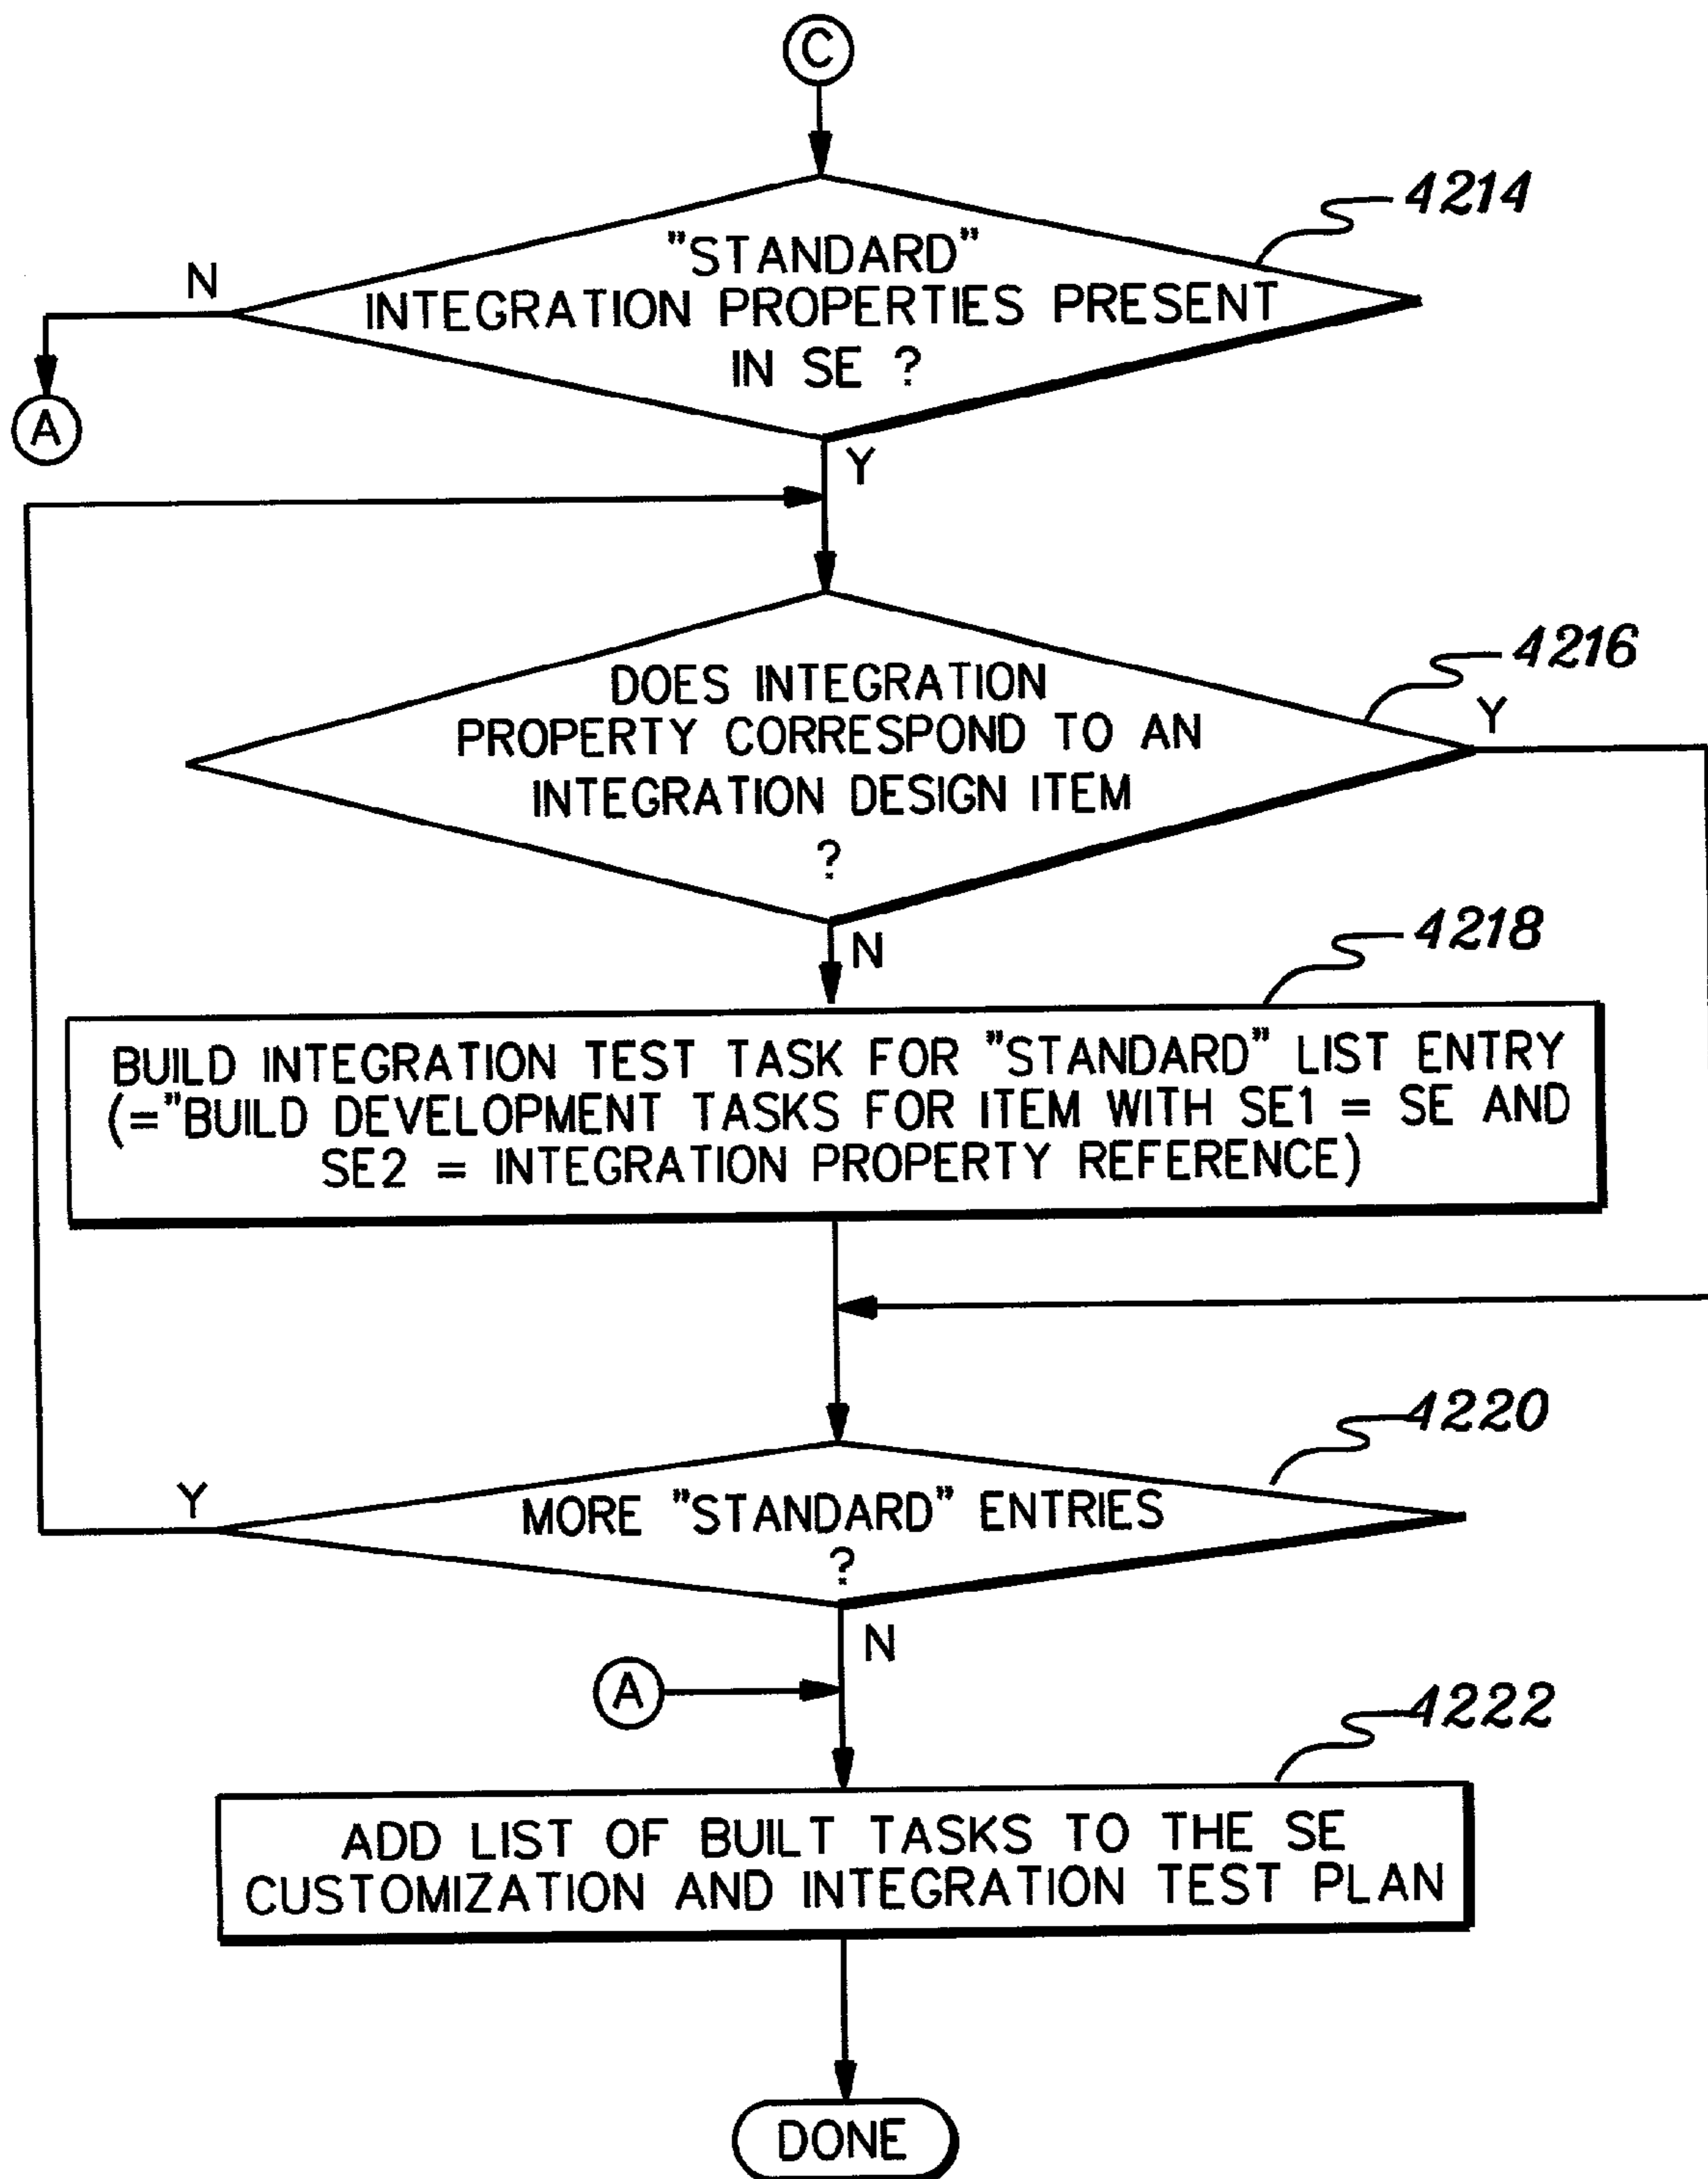 C
4214
"STANDARD"
INTEGRATION PROPERTIES PRESENT
IN SE ?
N
A
Y
4216
DOES INTEGRATION
PROPERTY CORRESPOND TO AN
INTEGRATION DESIGN ITEM
?
Y
N
4218
BUILD INTEGRATION TEST TASK FOR "STANDARD" LIST ENTRY
(="BUILD DEVELOPMENT TASKS FOR ITEM WITH SE1 = SE AND
SE2 = INTEGRATION PROPERTY REFERENCE)
4220
Y
MORE "STANDARD" ENTRIES
?
N
A
4222
ADD LIST OF BUILT TASKS TO THE SE
CUSTOMIZATION AND INTEGRATION TEST PLAN
DONE